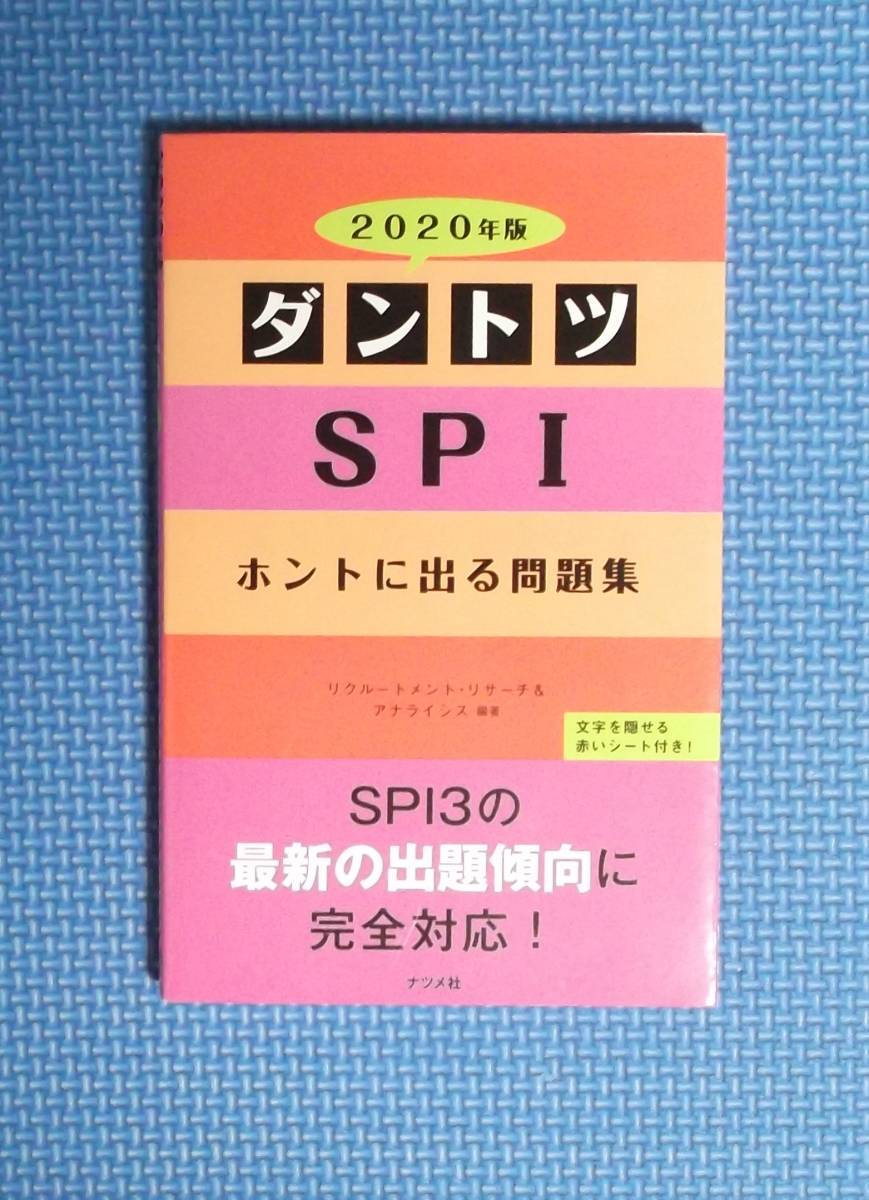 2020年版
ダントツ
SPI
ホントに出る問題集
リクルートメント・リサーチ&
アナライシス 編著
文字を隠せる
赤いシート付き!
SPI3の
最新の出題傾向に
完全対応!
ナツメ社